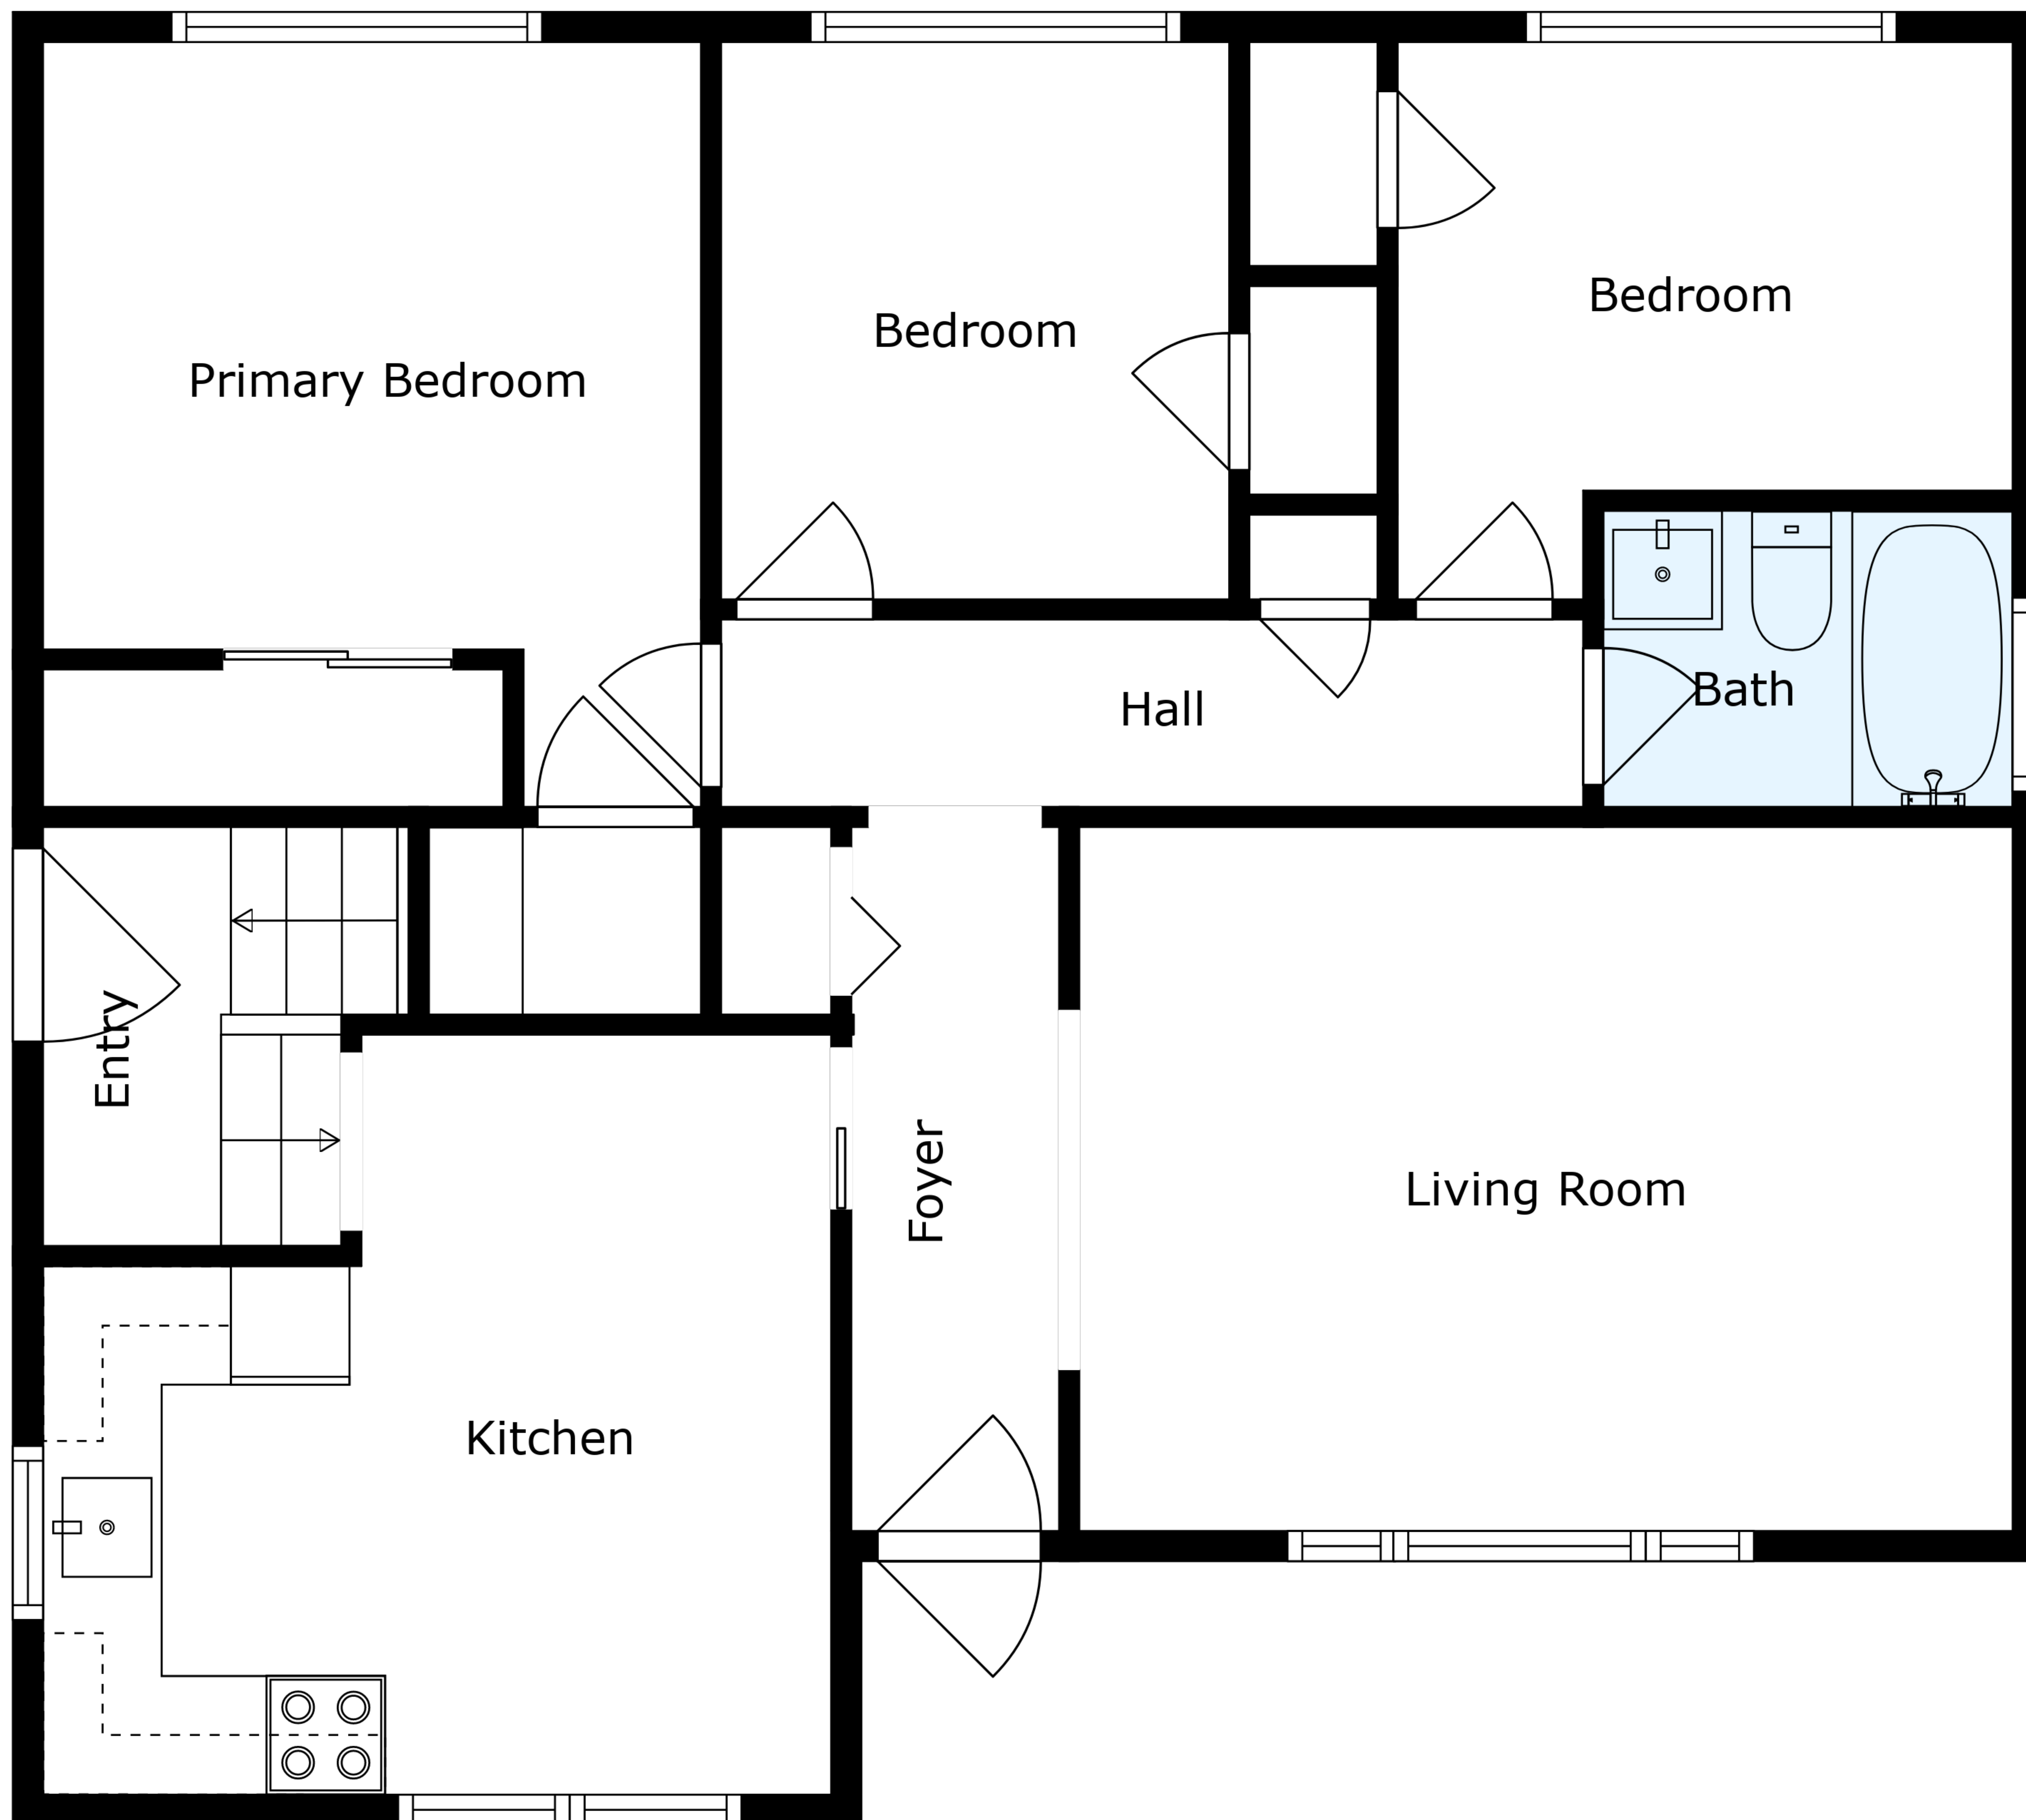 Bedroom
Bedroom
Primary Bedroom
Bath
Hall
Entry
Foyer
Living Room
Kitchen